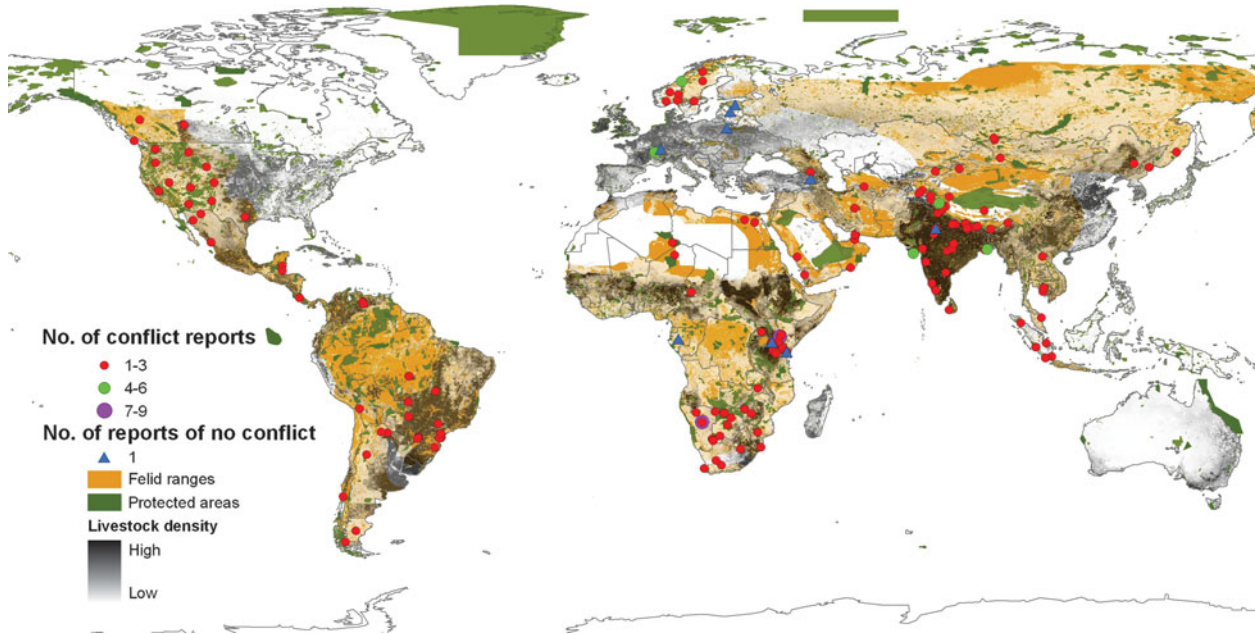 No. of conflict reports
1-3
4-6
7-9
No. of reports of no conflict
1
Felid ranges
Protected areas
Livestock density
High
Low